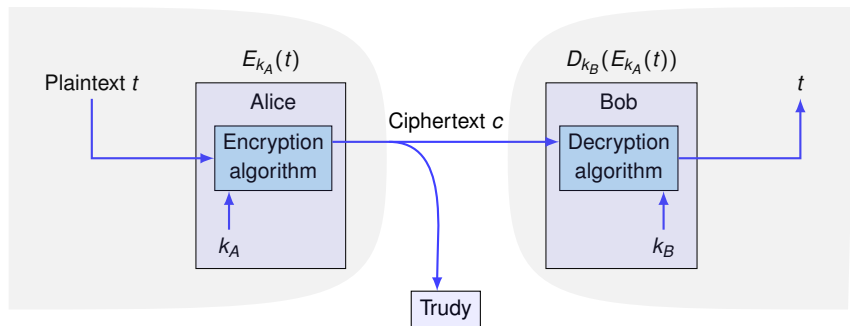 E_{k_A}(t)
D_{k_B}(E_{k_A}(t))
Plaintext t
Alice
Bob
t
Ciphertext c
Encryption
algorithm
Decryption
algorithm
k_A
k_B
Trudy